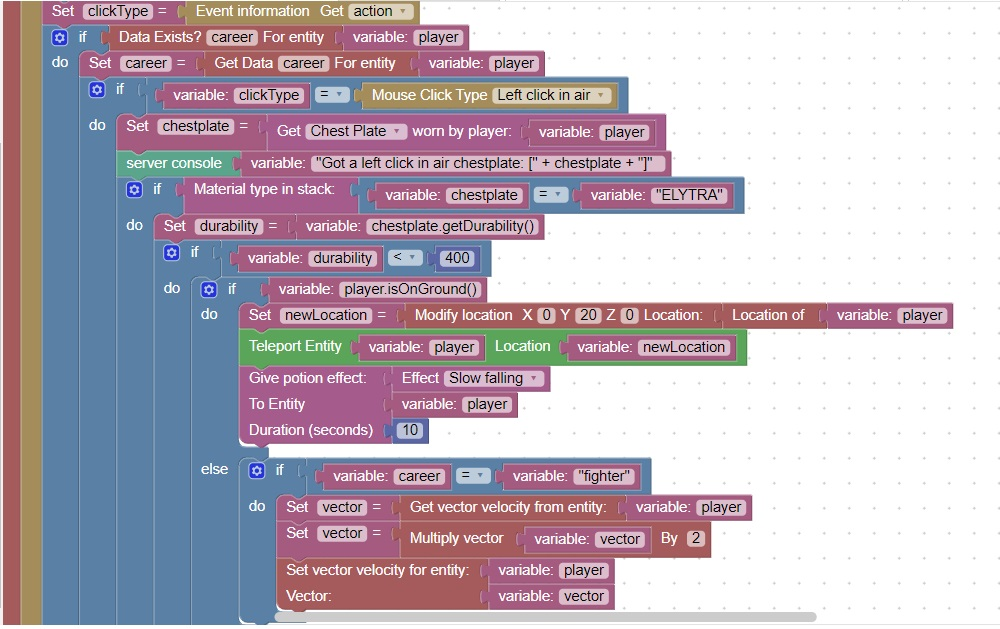 Set clickType = Event information Get action
if Data Exists? career For entity variable: player
do Set career = Get Data career For entity variable: player
if variable: clickType = Mouse Click Type Left click in air
do Set chestplate = Get Chest Plate worn by player: variable: player
server console variable: "Got a left click in air chestplate: [" + chestplate + "]"
if Material type in stack: variable: chestplate = variable: "ELYTRA"
do Set durability = variable: chestplate.getDurability()
if variable: durability < 400
do if variable: player.isOnGround()
do Set newLocation = Modify location X 0 Y 20 Z 0 Location: Location of variable: player
Teleport Entity variable: player Location variable: newLocation
Give potion effect: Effect Slow falling
To Entity variable: player
Duration (seconds) 10
else if variable: career = variable: "fighter"
do Set vector = Get vector velocity from entity: variable: player
Set vector = Multiply vector variable: vector By 2
Set vector velocity for entity: variable: player
Vector: variable: vector